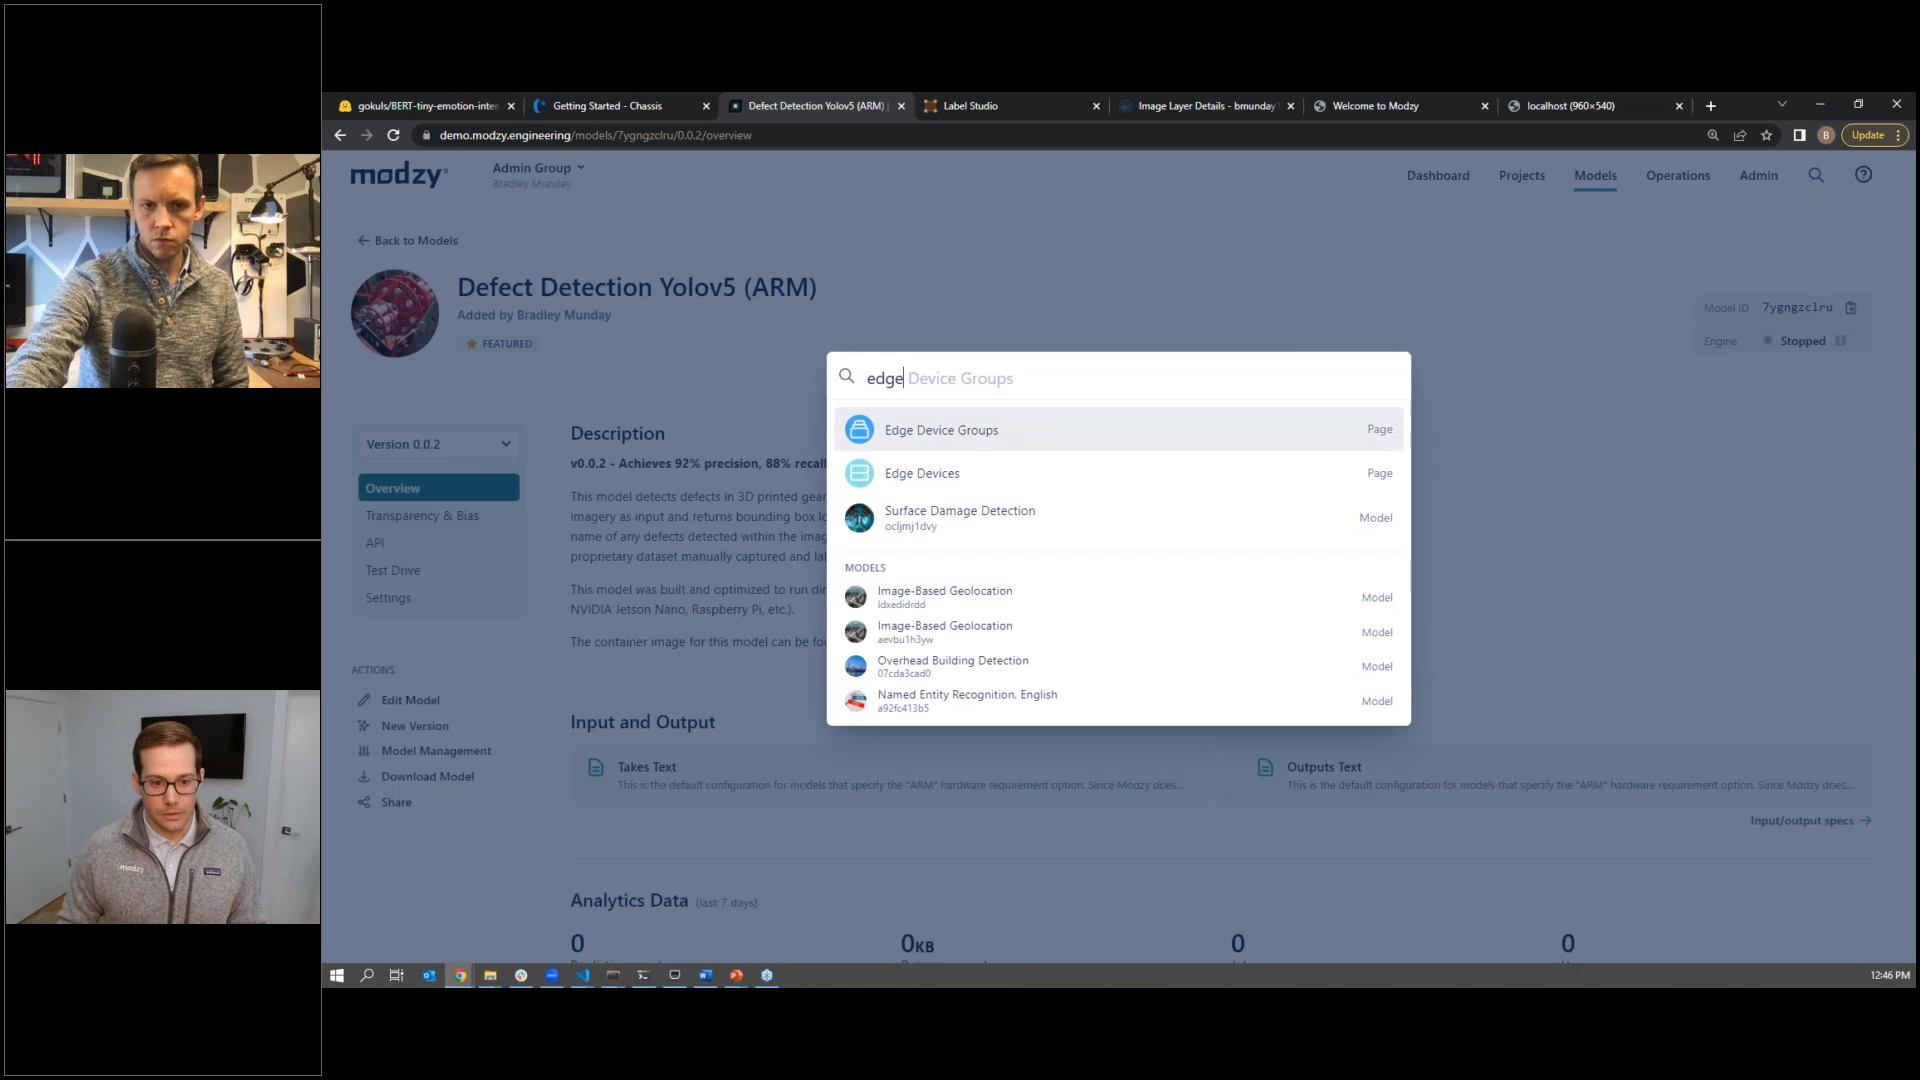 gokuls/BERT-tiny-emotion-inten
Getting Started - Chassis
Defect Detection Yolov5 (ARM)
Label Studio
Image Layer Details - bmunday1
Welcome to Modzy
localhost (960×540)
demo.modzy.engineering/models/7ygngzclru/0.0.2/overview
B
Update
modzy
Admin Group
Bradley Munday
Dashboard
Projects
Models
Operations
Admin
Back to Models
Defect Detection Yolov5 (ARM)
Added by Bradley Munday
FEATURED
Model ID 7ygngzclru
Engine Stopped
edge Device Groups
Edge Device Groups
Page
Edge Devices
Page
Surface Damage Detection
ocljmj1dvy
Model
MODELS
Image-Based Geolocation
ldxedidrdd
Model
Image-Based Geolocation
aevbu1h3yw
Model
Overhead Building Detection
07cda3cad0
Model
Named Entity Recognition, English
a92fc413b5
Model
Version 0.0.2
Overview
Transparency & Bias
API
Test Drive
Settings
ACTIONS
Edit Model
New Version
Model Management
Download Model
Share
Description
v0.0.2 - Achieves 92% precision, 88% recall
This model detects defects in 3D printed gear
imagery as input and returns bounding box lo
name of any defects detected within the imag
proprietary dataset manually captured and lal
This model was built and optimized to run dir
NVIDIA Jetson Nano, Raspberry Pi, etc.).
The container image for this model can be fou
Input and Output
Takes Text
This is the default configuration for models that specify the "ARM" hardware requirement option. Since Modzy does...
Outputs Text
This is the default configuration for models that specify the "ARM" hardware requirement option. Since Modzy does...
Input/output specs
Analytics Data (last 7 days)
0
0KB
0
0
12:46 PM
modzy